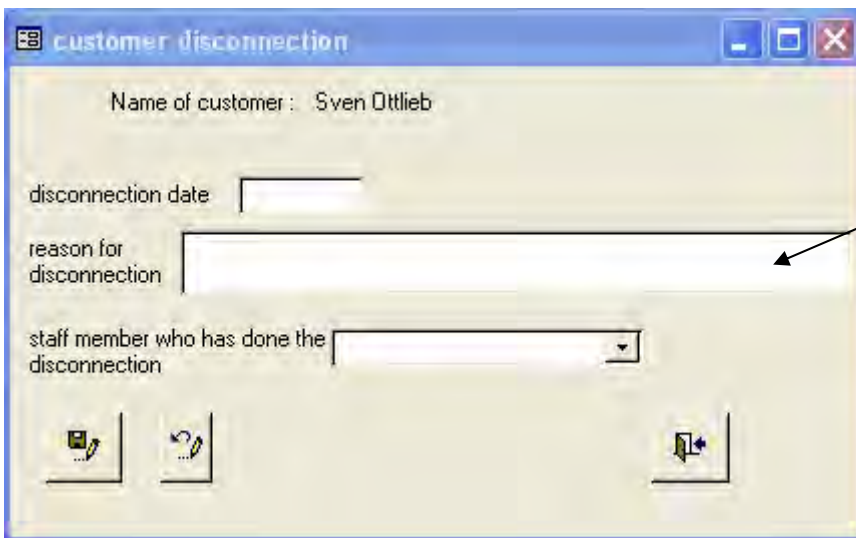 customer disconnection
Name of customer : Sven Ottlieb
disconnection date
reason for
disconnection
staff member who has done the
disconnection